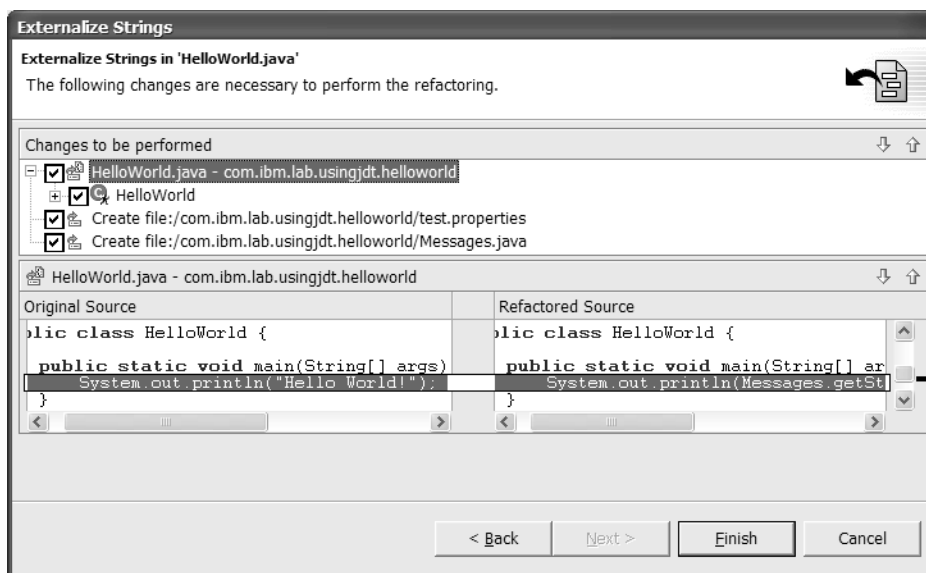 Externalize Strings
Externalize Strings in 'HelloWorld.java'
The following changes are necessary to perform the refactoring.
Changes to be performed
HelloWorld.java - com.ibm.lab.usingjdt.helloworld
HelloWorld
Create file:/com.ibm.lab.usingjdt.helloworld/test.properties
Create file:/com.ibm.lab.usingjdt.helloworld/Messages.java
HelloWorld.java - com.ibm.lab.usingjdt.helloworld
Original Source
blic class HelloWorld {
public static void main(String[] args)
System.out.println("Hello World!");
}
Refactored Source
blic class HelloWorld {
public static void main(String[] ar
System.out.println(Messages.getSt
}
< Back
Next >
Finish
Cancel